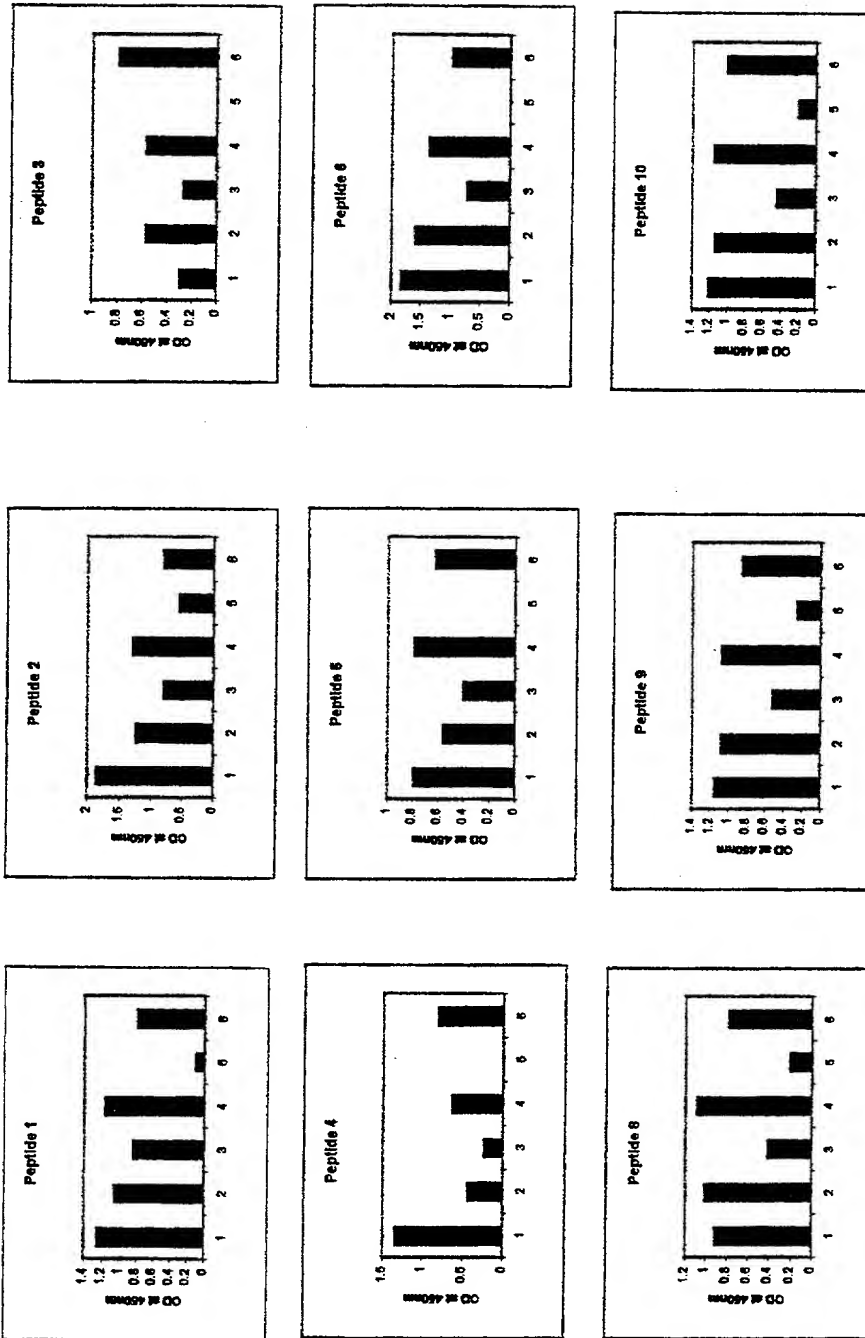 Peptide 1
OD at 450nm
1.4
1.2
1
0.8
0.6
0.4
0.2
0
1 2 3 4 5 6
Peptide 2
OD at 450nm
2
1.5
1
0.5
0
1 2 3 4 5 6
Peptide 3
OD at 450nm
1
0.8
0.6
0.4
0.2
0
1 2 3 4 5 6
Peptide 4
OD at 450nm
1.5
1
0.5
0
1 2 3 4 5 6
Peptide 5
OD at 450nm
1
0.8
0.6
0.4
0.2
0
1 2 3 4 5 6
Peptide 6
OD at 450nm
2
1.5
1
0.5
0
1 2 3 4 5 6
Peptide 8
OD at 450nm
1.2
1
0.8
0.6
0.4
0.2
0
1 2 3 4 5 6
Peptide 9
OD at 450nm
1.4
1.2
1
0.8
0.6
0.4
0.2
0
1 2 3 4 5 6
Peptide 10
OD at 450nm
1.4
1.2
1
0.8
0.6
0.4
0.2
0
1 2 3 4 5 6